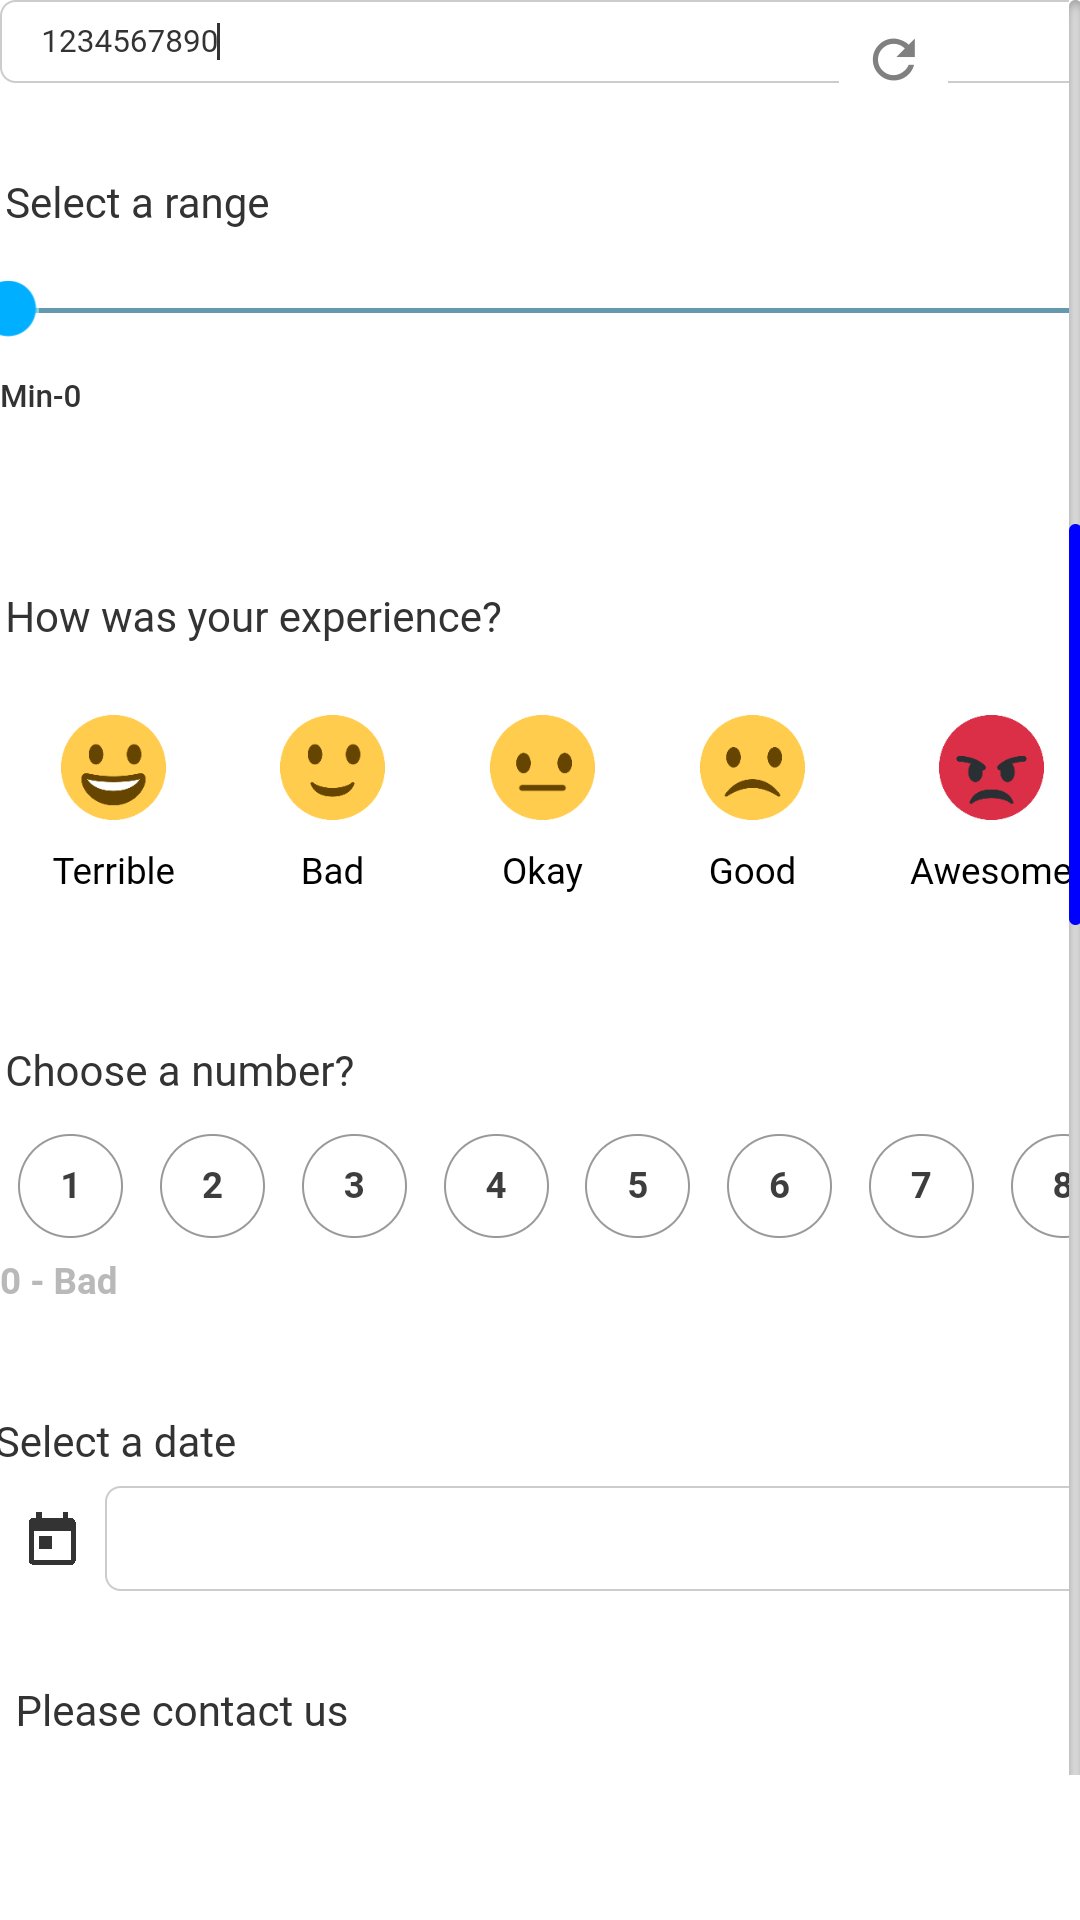 1234567890
Select a range
Min-0
How was your experience?
Terrible Bad Okay Good Awesome
Choose a number?
1 2 3 4 5 6 7 8
0 - Bad
Select a date
Please contact us